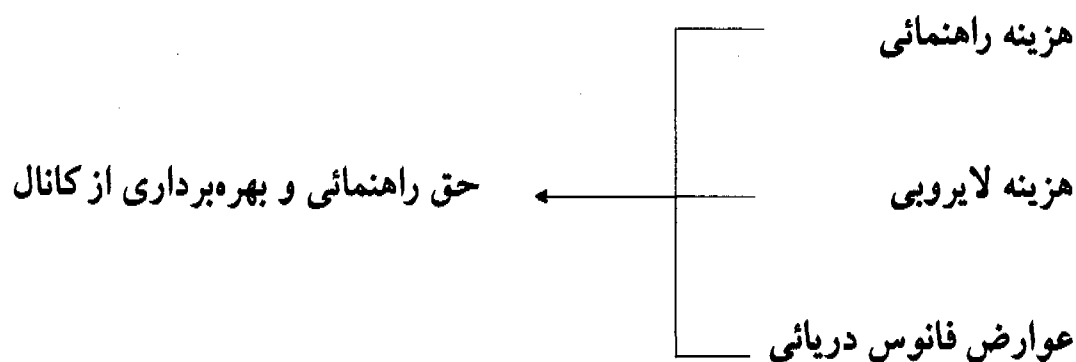 هزینه راهنمائی
هزینه لایروبی
حق راهنمائی و بهره‌برداری از کانال
عوارض فانوس دریائی